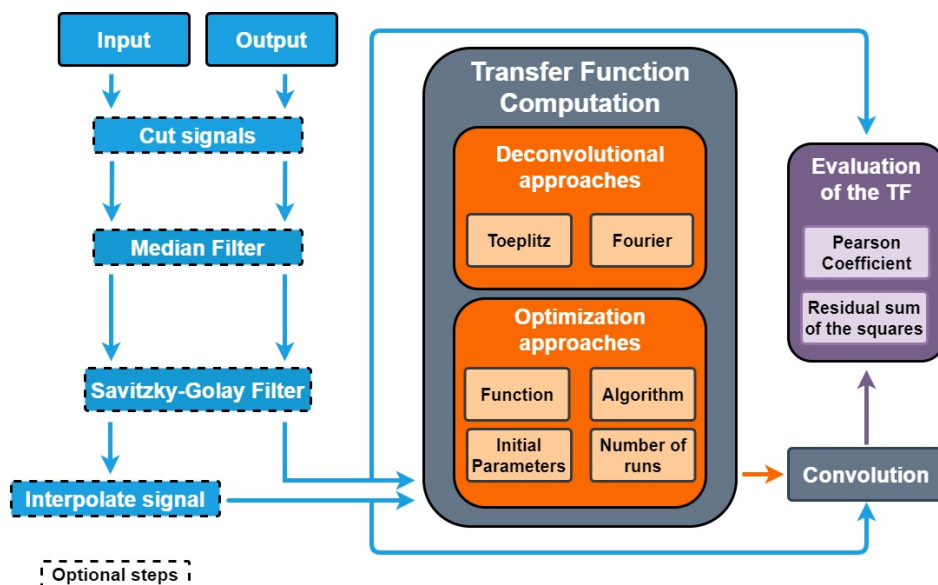 Input
Output
Cut signals
Median Filter
Savitzky-Golay Filter
Interpolate signal
Optional steps
Transfer Function
Computation
Deconvolutional
approaches
Toeplitz
Fourier
Optimization
approaches
Function
Algorithm
Initial
Parameters
Number of
runs
Evaluation
of the TF
Pearson
Coefficient
Residual sum
of the squares
Convolution